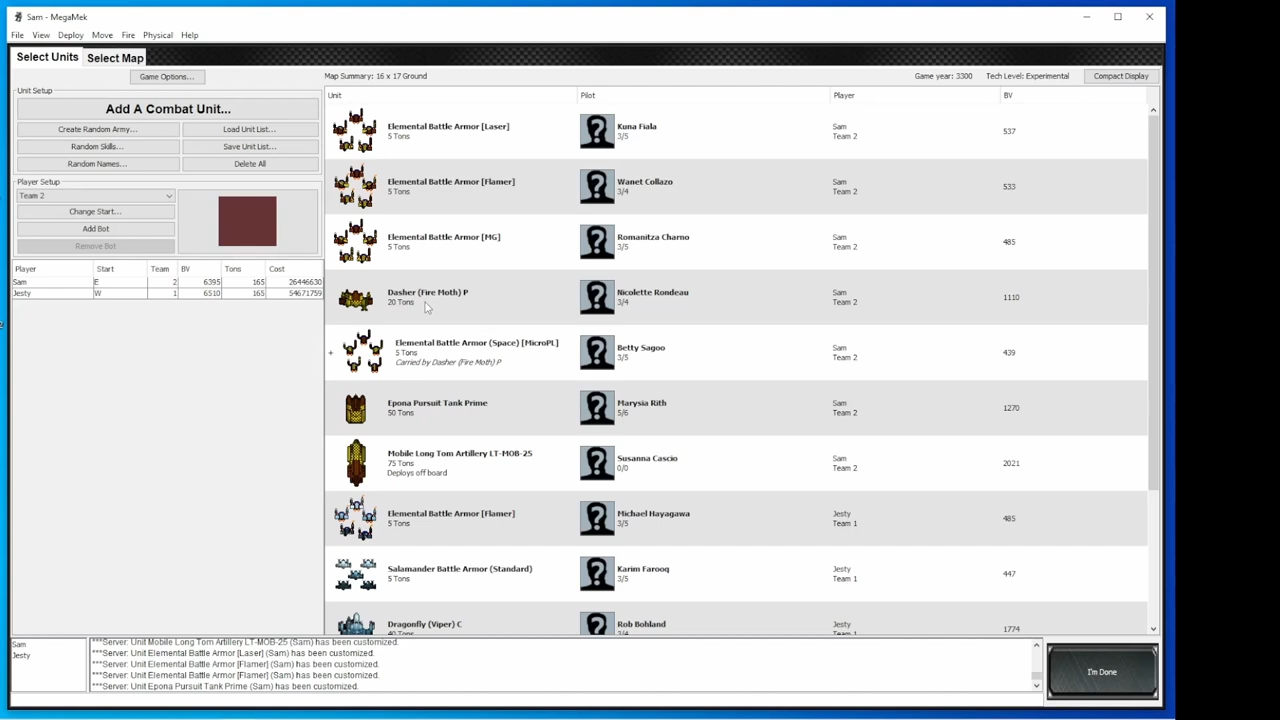 Sam - MegaMek
File View Deploy Move Fire Physical Help
Select Units Select Map
Game Options...
Map Summary: 16 x 17 Ground
Game year: 3300 Tech Level: Experimental Compact Display
Unit Setup
Add A Combat Unit...
Create Random Army... Load Unit List...
Random Skills... Save Unit List...
Random Names... Delete All
Player Setup
Team 2
Change Start...
Add Bot
Remove Bot
Player Start Team BV Tons Cost
Sam E 2 6395 165 26446630
Jesty W 1 6510 165 54671759
Unit Pilot Player BV
Elemental Battle Armor [Laser] Kuna Fiala Sam 537
5 Tons 3/5 Team 2
Elemental Battle Armor [Flamer] Wanet Collazo Sam 533
5 Tons 3/4 Team 2
Elemental Battle Armor [MG] Romanitza Charno Sam 485
5 Tons 3/5 Team 2
Dasher (Fire Moth) P Nicolette Rondeau Sam 1110
20 Tons 3/4 Team 2
+ Elemental Battle Armor (Space) [MicroPL] Betty Sagoo Sam 439
5 Tons 3/5 Team 2
Carried by Dasher (Fire Moth) P
Epona Pursuit Tank Prime Marysia Rith Sam 1270
50 Tons 5/6 Team 2
Mobile Long Tom Artillery LT-MOB-25 Susanna Cascio Sam 2021
75 Tons 0/0 Team 2
Deploys off board
Elemental Battle Armor [Flamer] Michael Hayagawa Jesty 485
5 Tons 3/5 Team 1
Salamander Battle Armor (Standard) Karim Farooq Jesty 447
5 Tons 3/5 Team 1
Dragonfly (Viper) C Rob Bohland Jesty 1774
40 Tons 3/4 Team 1
Sam
Jesty
***Server: Unit Mobile Long Tom Artillery LT-MOB-25 (Sam) has been customized.
***Server: Unit Elemental Battle Armor [Laser] (Sam) has been customized.
***Server: Unit Elemental Battle Armor [Flamer] (Sam) has been customized.
***Server: Unit Elemental Battle Armor [Flamer] (Sam) has been customized.
***Server: Unit Epona Pursuit Tank Prime (Sam) has been customized.
I'm Done